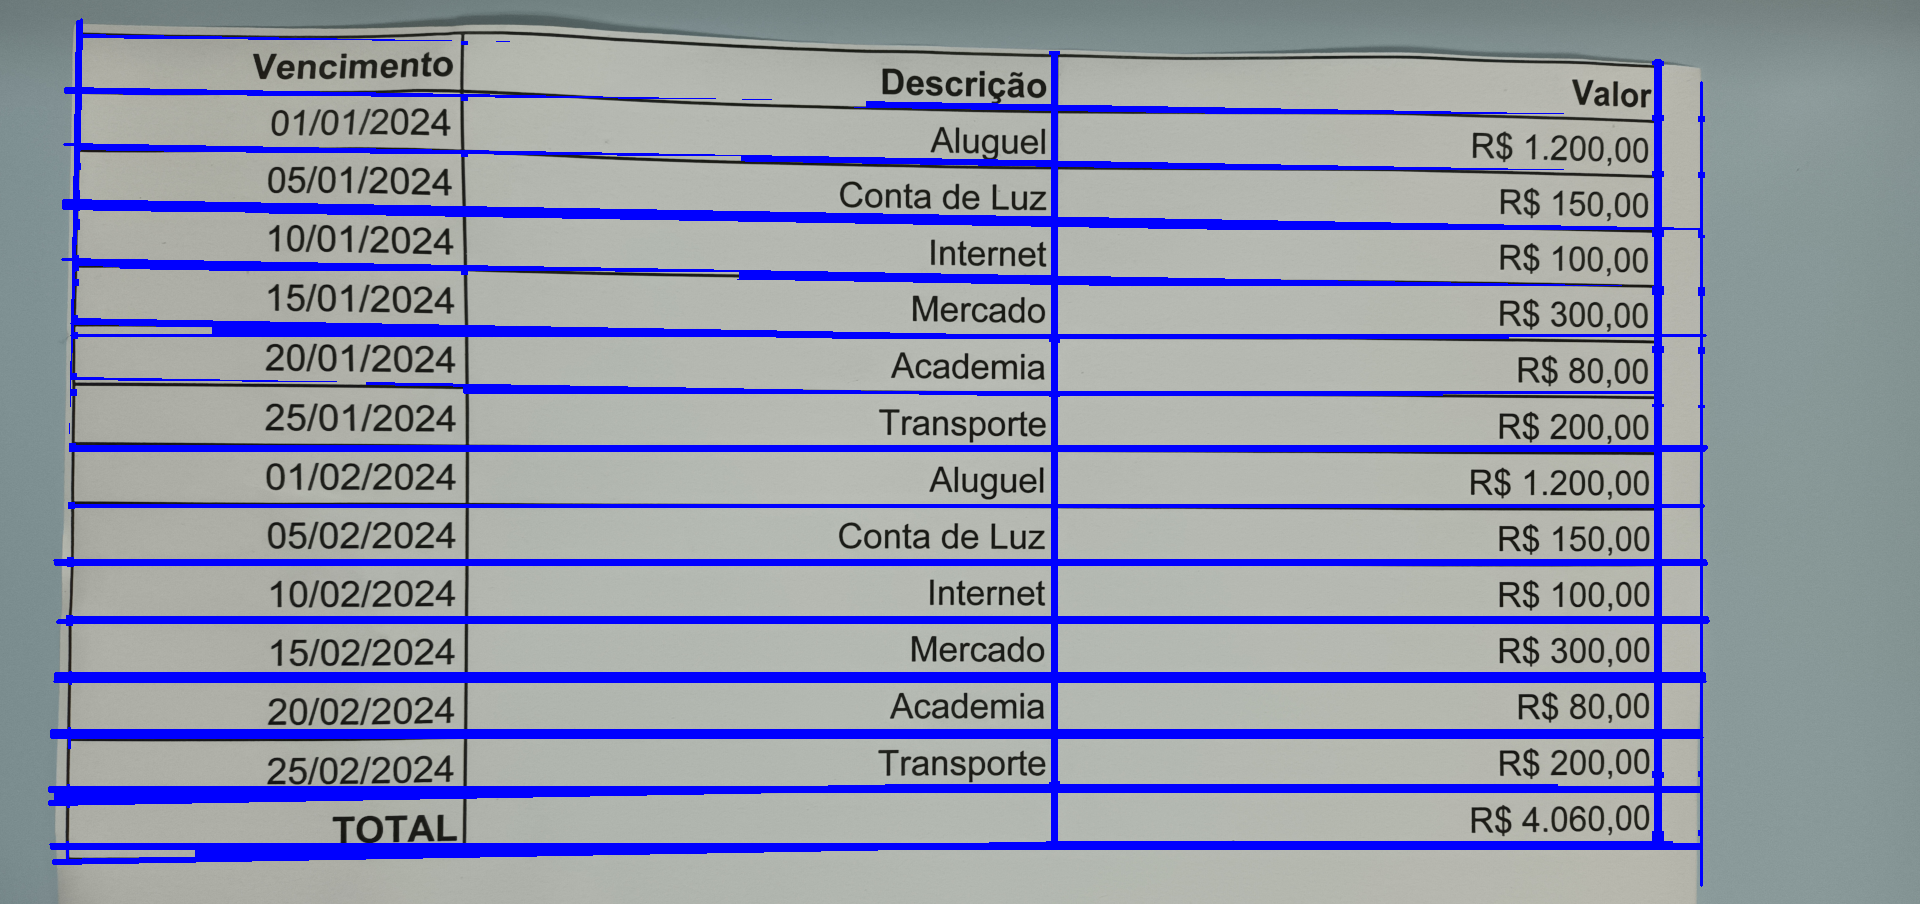 Vencimento Descrição Valor
01/01/2024 Aluguel R$ 1.200,00
05/01/2024 Conta de Luz R$ 150,00
10/01/2024 Internet R$ 100,00
15/01/2024 Mercado R$ 300,00
20/01/2024 Academia R$ 80,00
25/01/2024 Transporte R$ 200,00
01/02/2024 Aluguel R$ 1.200,00
05/02/2024 Conta de Luz R$ 150,00
10/02/2024 Internet R$ 100,00
15/02/2024 Mercado R$ 300,00
20/02/2024 Academia R$ 80,00
25/02/2024 Transporte R$ 200,00
TOTAL R$ 4.060,00